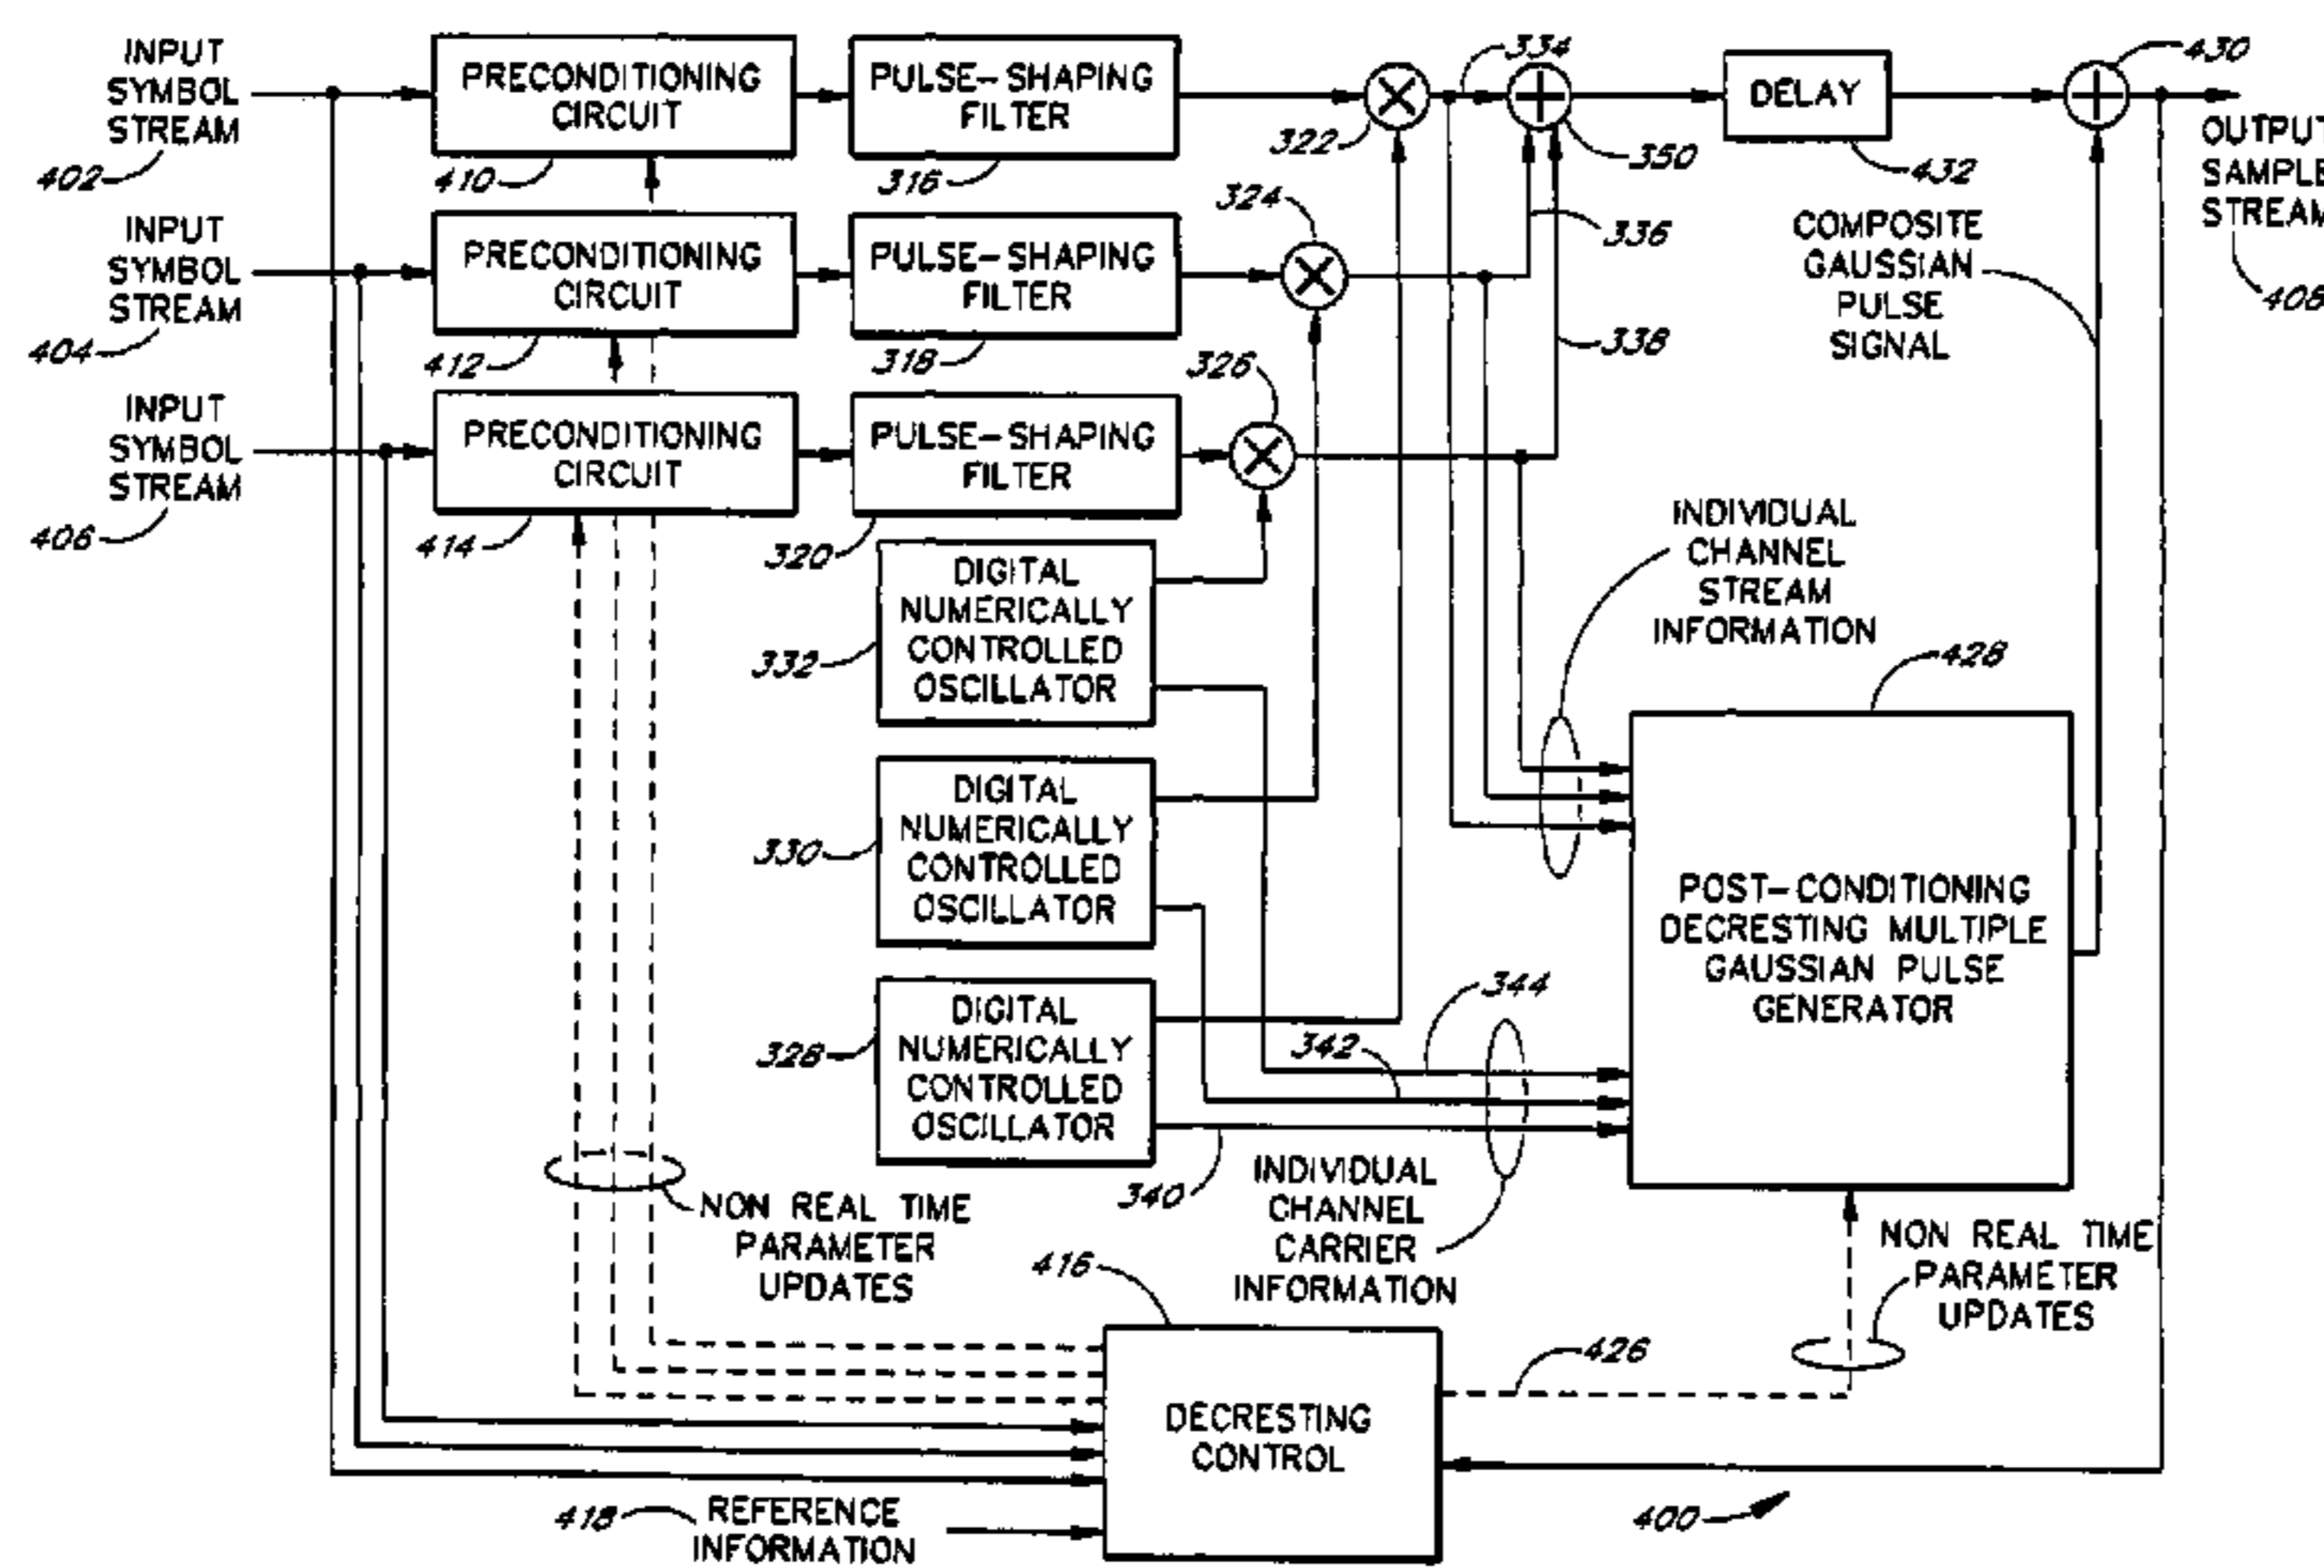 INPUT
SYMBOL
STREAM
402
PRECONDITIONING
CIRCUIT
410
PULSE-SHAPING
FILTER
316
322
334
350
DELAY
432
430
OUTPUT
SAMPLE
STREAM
408
INPUT
SYMBOL
STREAM
404
PRECONDITIONING
CIRCUIT
412
PULSE-SHAPING
FILTER
318
324
336
338
COMPOSITE
GAUSSIAN
PULSE
SIGNAL
INPUT
SYMBOL
STREAM
406
PRECONDITIONING
CIRCUIT
414
PULSE-SHAPING
FILTER
320
326
INDIVIDUAL
CHANNEL
STREAM
INFORMATION
428
DIGITAL
NUMERICALLY
CONTROLLED
OSCILLATOR
332
DIGITAL
NUMERICALLY
CONTROLLED
OSCILLATOR
330
POST-CONDITIONING
DECRESTING MULTIPLE
GAUSSIAN PULSE
GENERATOR
DIGITAL
NUMERICALLY
CONTROLLED
OSCILLATOR
328
344
342
340
INDIVIDUAL
CHANNEL
CARRIER
INFORMATION
NON REAL TIME
PARAMETER
UPDATES
NON REAL TIME
PARAMETER
UPDATES
416
426
DECRESTING
CONTROL
418
REFERENCE
INFORMATION
400